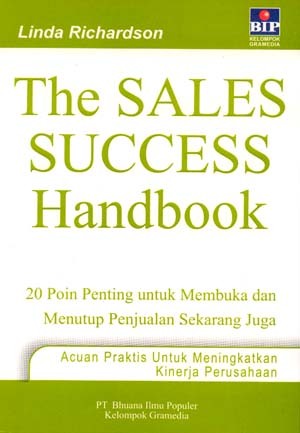 Linda Richardson
BIP
KELOMPOK
GRAMEDIA
The SALES
SUCCESS
Handbook
20 Poin Penting untuk Membuka dan
Menutup Penjualan Sekarang Juga
Acuan Praktis Untuk Meningkatkan
Kinerja Perusahaan
PT. Bhuana Ilmu Populer
Kelompok Gramedia